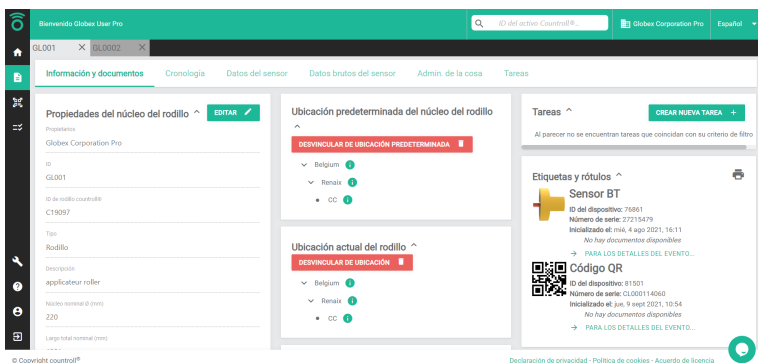 Bienvenido Globex User Pro
ID del activo Countroll®...
Globex Corporation Pro
Español
GL001
GL0002
Información y documentos
Cronología
Datos del sensor
Datos brutos del sensor
Admin. de la cosa
Tareas
Propiedades del núcleo del rodillo
EDITAR
Propietarios
Globex Corporation Pro
ID
GL001
ID de rodillo countroll®
C19097
Tipo
Rodillo
Descripción
applicateur roller
Núcleo nominal Ø (mm)
220
Largo total nominal (mm)
Ubicación predeterminada del núcleo del rodillo
DESVINCULAR DE UBICACIÓN PREDETERMINADA
Belgium
Renaix
CC
Ubicación actual del rodillo
DESVINCULAR DE UBICACIÓN
Belgium
Renaix
CC
Tareas
CREAR NUEVA TAREA +
Al parecer no se encuentran tareas que coincidan con su criterio de filtro
Etiquetas y rótulos
Sensor BT
ID del dispositivo: 76861
Número de serie: 27215479
Inicializado el: mié, 4 ago 2021, 16:11
No hay documentos disponibles
PARA LOS DETALLES DEL EVENTO...
Código QR
ID del dispositivo: 81501
Número de serie: CL000114060
Inicializado el: jue, 9 sept 2021, 10:54
No hay documentos disponibles
PARA LOS DETALLES DEL EVENTO...
© Copyright countroll®
Declaración de privacidad - Política de cookies - Acuerdo de licencia